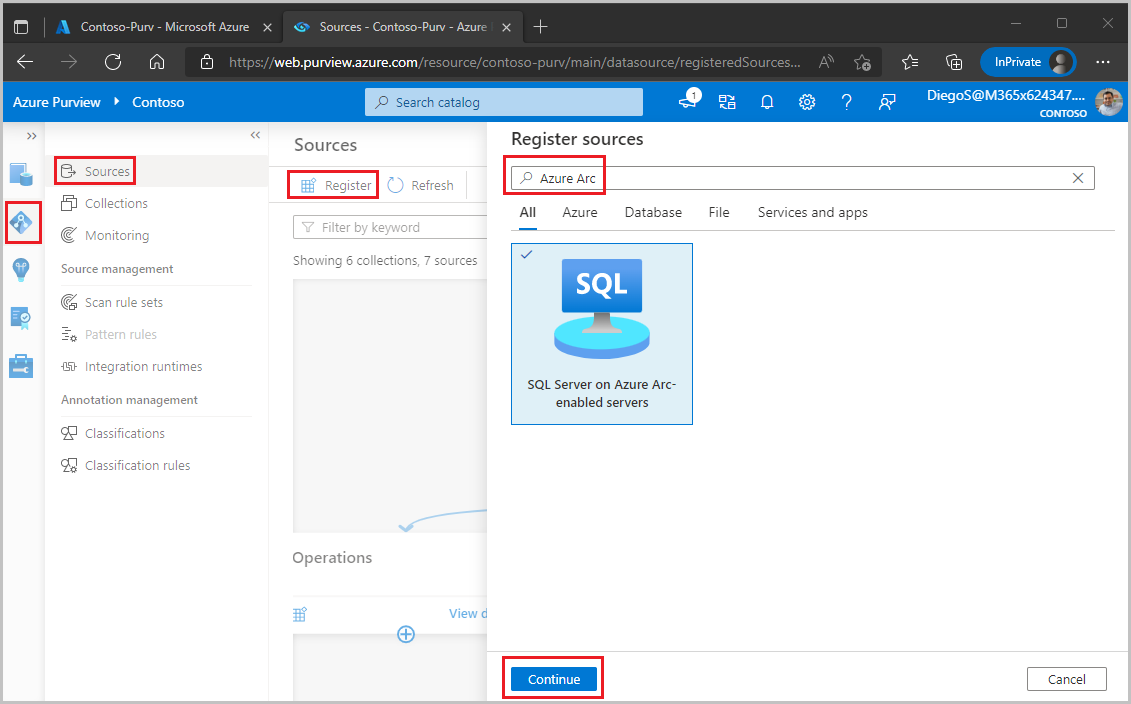 Contoso-Purv - Microsoft Azure
Sources - Contoso-Purv - Azure
https://web.purview.azure.com/resource/contoso-purv/main/datasource/registeredSources...
InPrivate
Azure Purview
Contoso
Search catalog
1
DiegoS@M365x624347....
CONTOSO
Sources
Collections
Monitoring
Source management
Scan rule sets
Pattern rules
Integration runtimes
Annotation management
Classifications
Classification rules
Sources
Register
Refresh
Filter by keyword
Showing 6 collections, 7 sources
Operations
View d
Register sources
Azure Arc
All
Azure
Database
File
Services and apps
SQL
SQL Server on Azure Arc-
enabled servers
Continue
Cancel